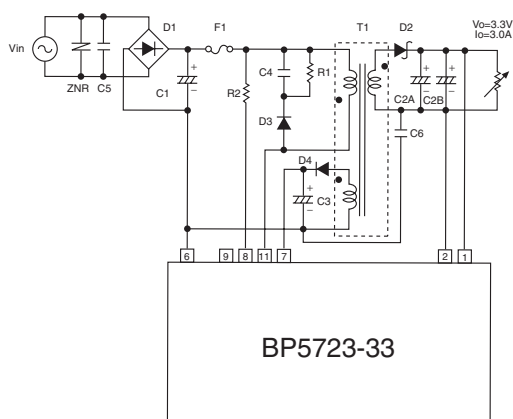 D1
F1
T1
D2
Vo=3.3V
Io=3.0A
Vin
ZNR
C5
C1
+
−
R2
C4
R1
D3
C2A
C2B
+
−
+
−
C6
D4
C3
+
−
6
9
8
11
7
2
1
BP5723-33